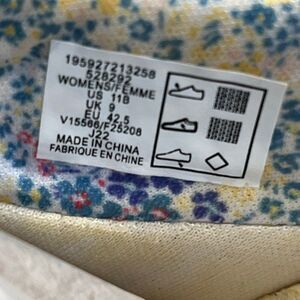 195927213258
528292
WOMENS/FEMME
US 11B
UK 9
EU 42.5
V15566/F25208
J22
MADE IN CHINA
FABRIQUE EN CHINE